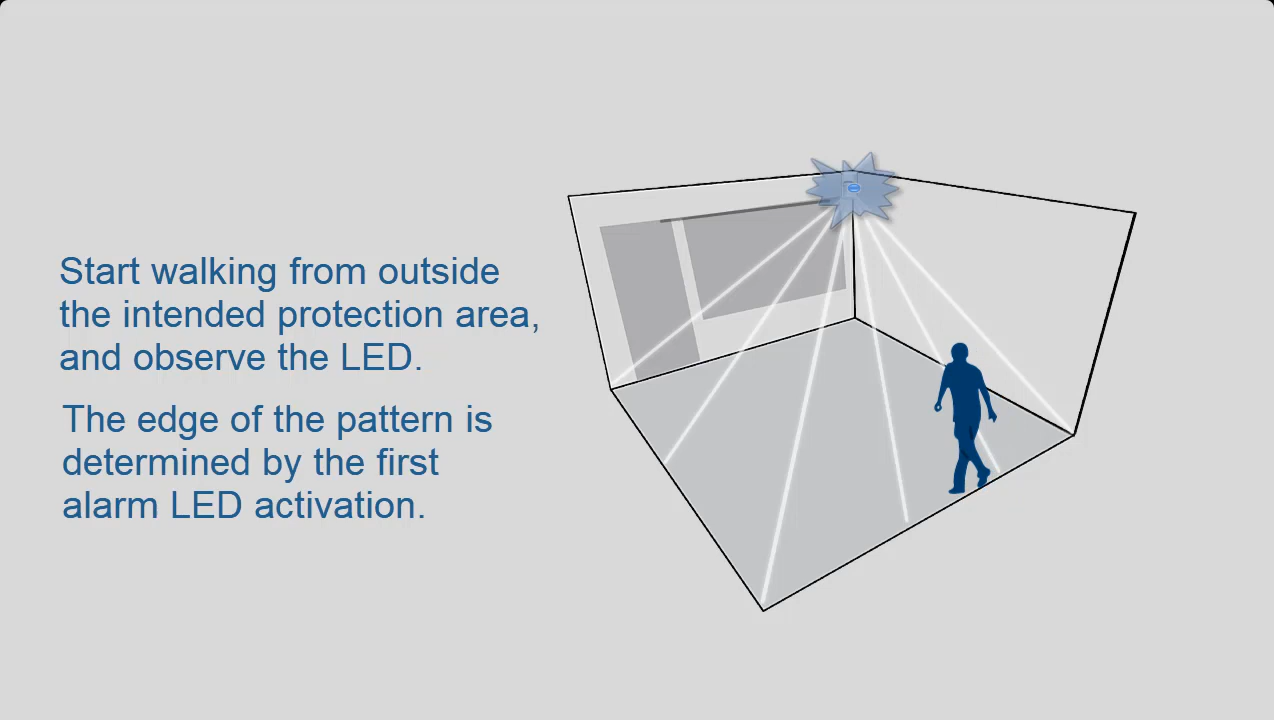 Start walking from outside
the intended protection area,
and observe the LED.
The edge of the pattern is
determined by the first
alarm LED activation.